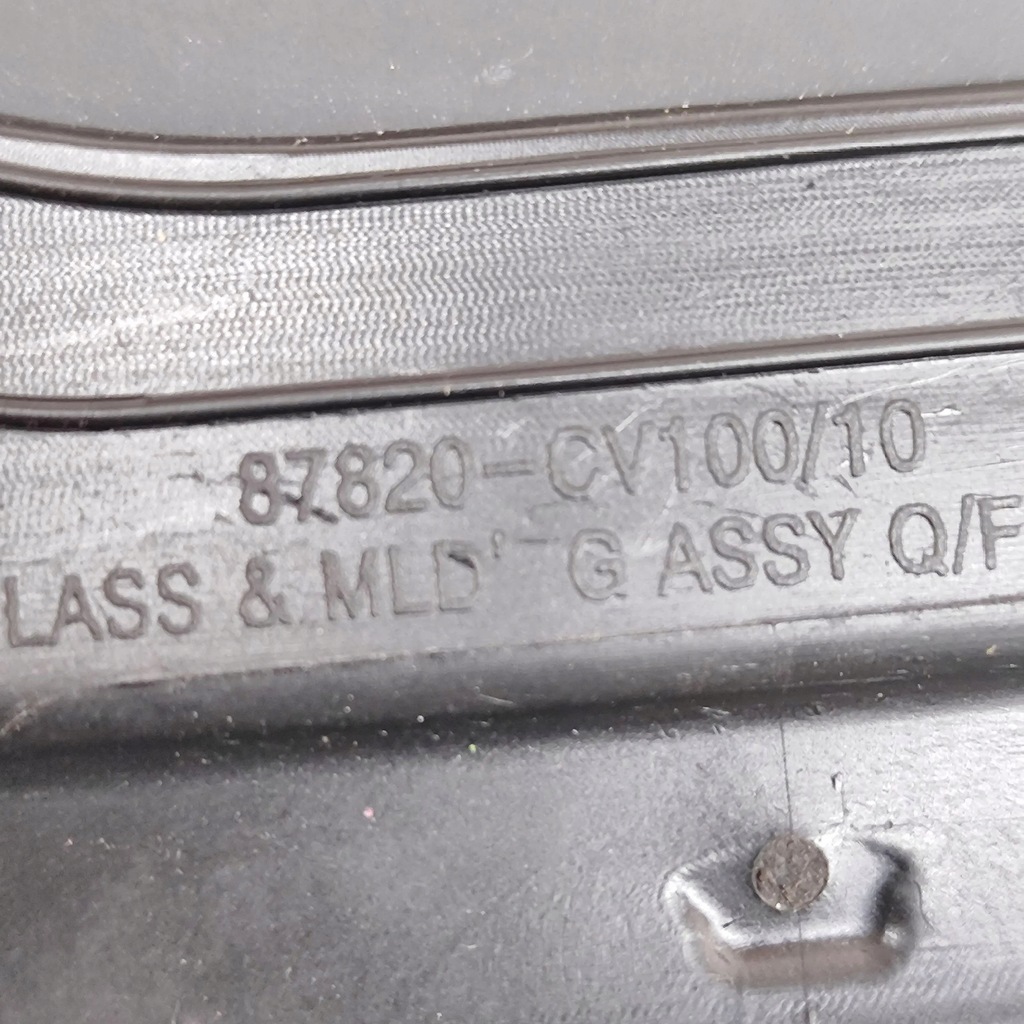 87820-CV100/10
LASS & MLD' G ASSY Q/F